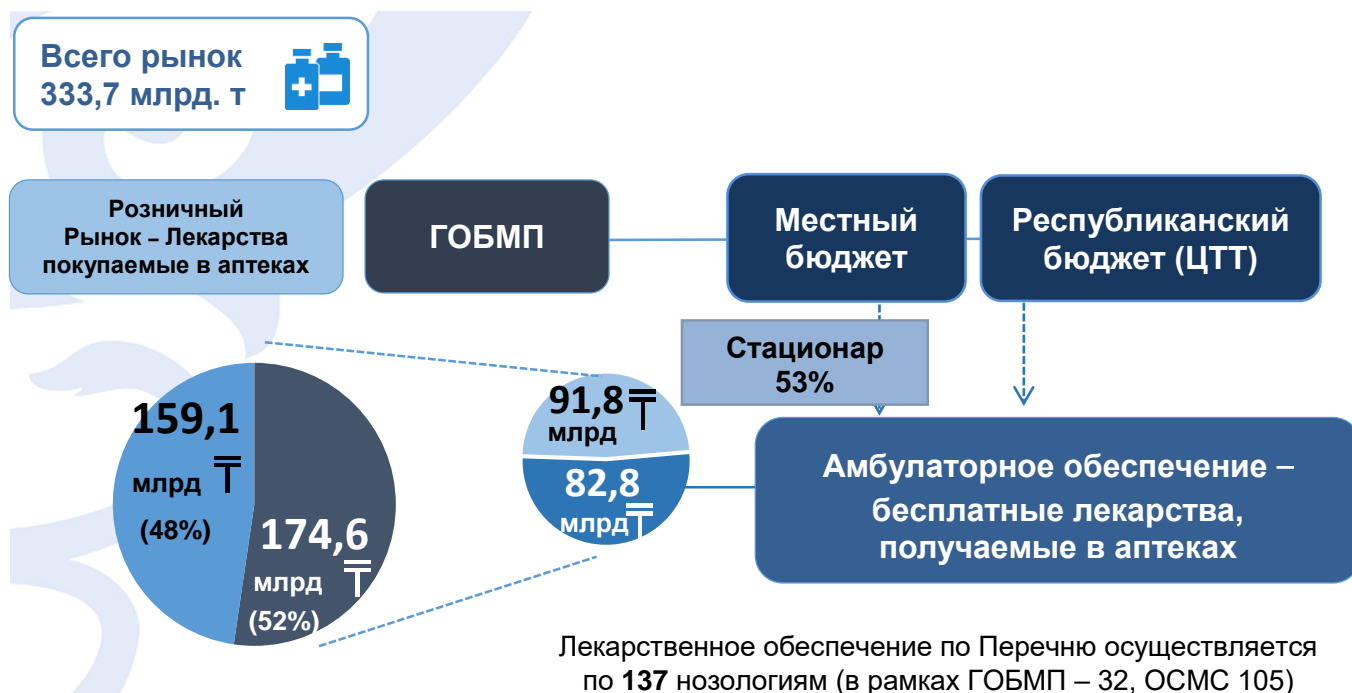 Всего рынок
333,7 млрд. т
Розничный
Рынок – Лекарства
покупаемые в аптеках
ГОБМП
Местный
бюджет
Республиканский
бюджет (ЦТТ)
Стационар
53%
159,1
млрд ₸
(48%)
174,6
млрд ₸
(52%)
91,8 ₸
млрд
82,8
млрд ₸
Амбулаторное обеспечение –
бесплатные лекарства,
получаемые в аптеках
Лекарственное обеспечение по Перечню осуществляется
по 137 нозологиям (в рамках ГОБМП – 32, ОСМС 105)